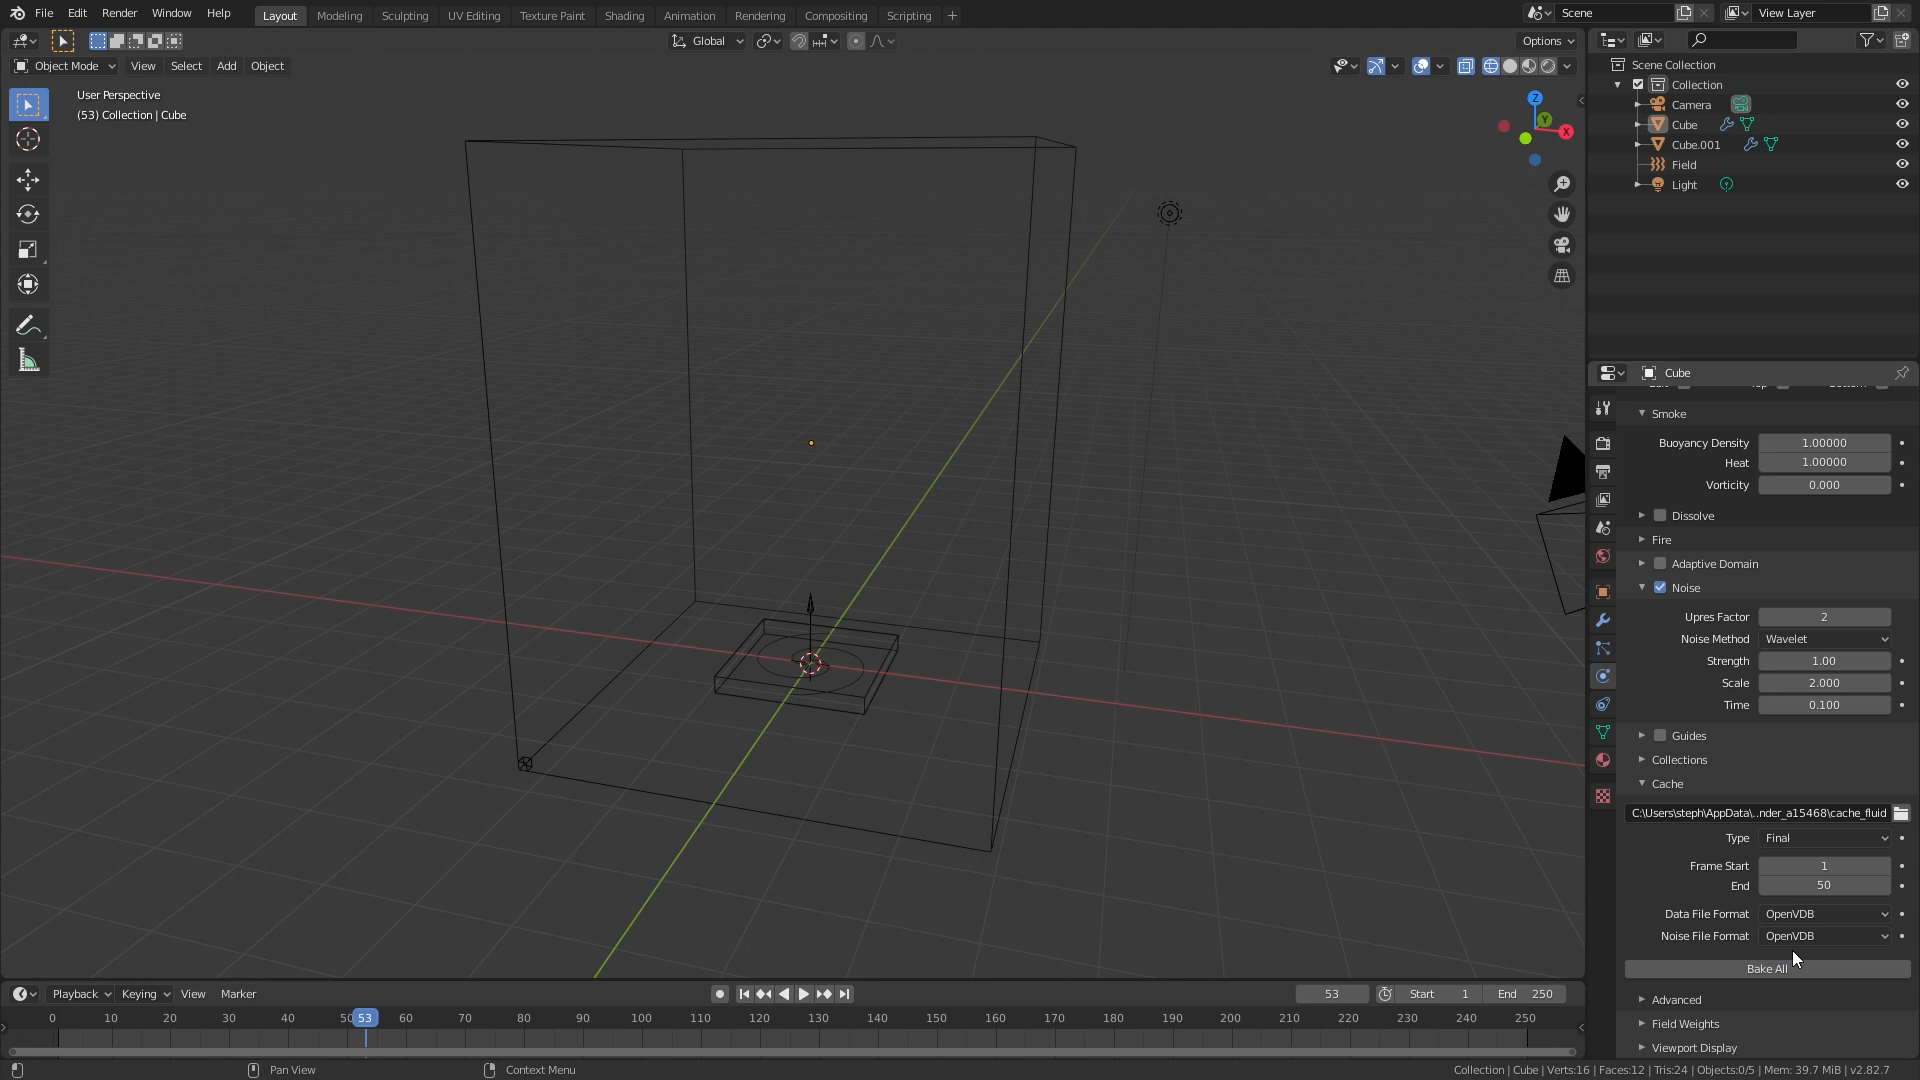 File Edit Render Window Help Layout Modeling Sculpting UV Editing Texture Paint Shading Animation Rendering Compositing Scripting + Scene View Layer
Global Options
Object Mode View Select Add Object
User Perspective
(53) Collection | Cube
Z
Y
X
Scene Collection
Collection
Camera
Cube
Cube.001
Field
Light
Cube
Smoke
Buoyancy Density 1.00000
Heat 1.00000
Vorticity 0.000
Dissolve
Fire
Adaptive Domain
Noise
Upres Factor 2
Noise Method Wavelet
Strength 1.00
Scale 2.000
Time 0.100
Guides
Collections
Cache
C:\Users\steph\AppData\..nder_a15468\cache_fluid
Type Final
Frame Start 1
End 50
Data File Format OpenVDB
Noise File Format OpenVDB
Bake All
Advanced
Field Weights
Viewport Display
Playback Keying View Marker 53 Start 1 End 250
0 10 20 30 40 50 53 60 70 80 90 100 110 120 130 140 150 160 170 180 190 200 210 220 230 240 250
Pan View Context Menu Collection | Cube | Verts:16 | Faces:12 | Tris:24 | Objects:0/5 | Mem: 39.7 MiB | v2.82.7